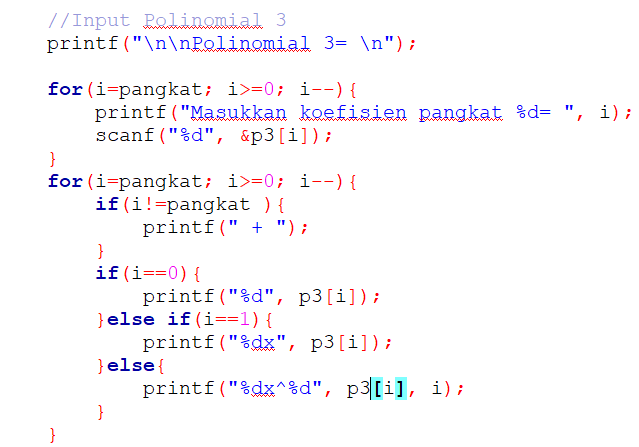 //Input Polinomial 3
printf("\n\nPolinomial 3= \n");
for(i=pangkat; i>=0; i--){
printf("Masukkan koefisien pangkat %d= ", i);
scanf("%d", &p3[i]);
}
for(i=pangkat; i>=0; i--){
if(i!=pangkat ){
printf(" + ");
}
if(i==0){
printf("%d", p3[i]);
}else if(i==1){
printf("%dx", p3[i]);
}else{
printf("%dx^%d", p3[i], i);
}
}